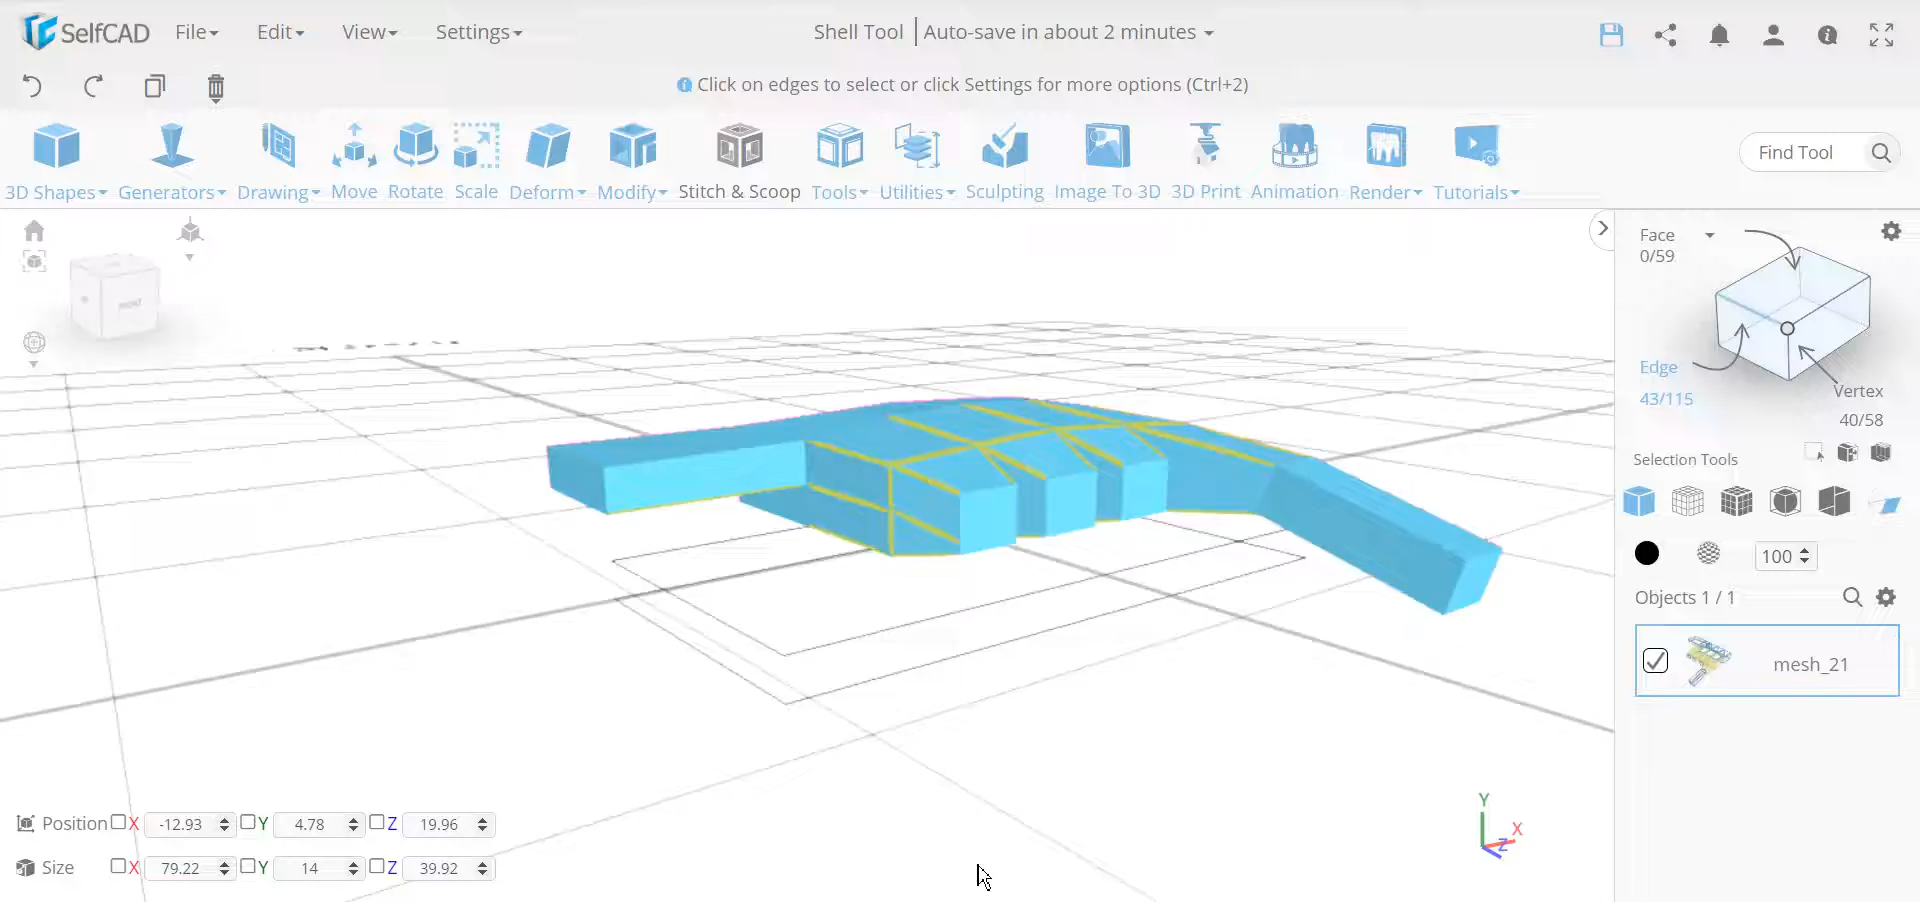 SelfCAD File Edit View Settings Shell Tool Auto-save in about 2 minutes
Click on edges to select or click Settings for more options (Ctrl+2)
3D Shapes Generators Drawing Move Rotate Scale Deform Modify Stitch & Scoop Tools Utilities Sculpting Image To 3D 3D Print Animation Render Tutorials
Find Tool
Face
0/59
Edge
43/115
Vertex
40/58
Selection Tools
100
Objects 1 / 1
mesh_21
Y
X
Z
Position X -12.93 Y 4.78 Z 19.96
Size X 79.22 Y 14 Z 39.92